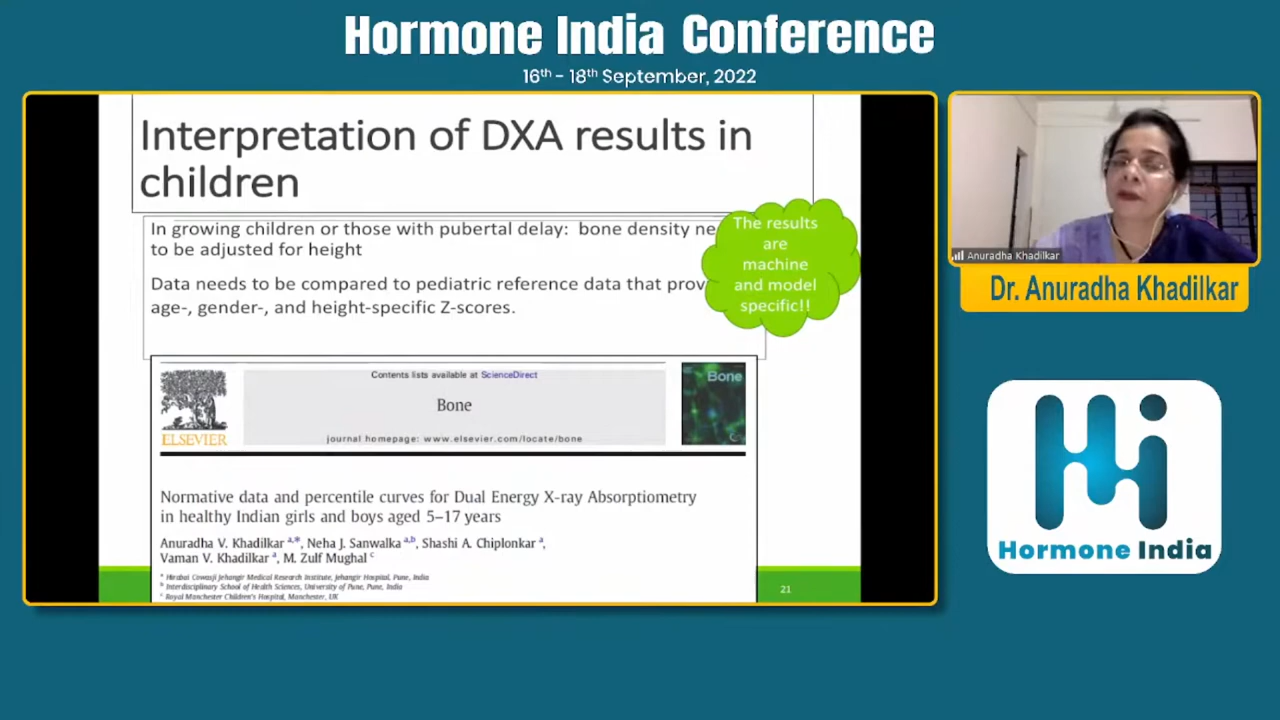 Hormone India Conference
16th - 18th September, 2022
Interpretation of DXA results in
children
In growing children or those with pubertal delay: bone density ne
to be adjusted for height
Data needs to be compared to pediatric reference data that prov
age-, gender-, and height-specific Z-scores.
The results
are
machine
and model
specific!!
Contents lists available at ScienceDirect
Bone
journal homepage: www.elsevier.com/locate/bone
ELSEVIER
Bone
Normative data and percentile curves for Dual Energy X-ray Absorptiometry
in healthy Indian girls and boys aged 5–17 years
Anuradha V. Khadilkar a,*, Neha J. Sanwalka a,b, Shashi A. Chiplonkar a,
Vaman V. Khadilkar a, M. Zulf Mughal c
a Hirabai Cowasji Jehangir Medical Research Institute, Jehangir Hospital, Pune, India
b Interdisciplinary School of Health Sciences, University of Pune, Pune, India
c Royal Manchester Children's Hospital, Manchester, UK
21
Anuradha Khadilkar
Dr. Anuradha Khadilkar
Hormone India